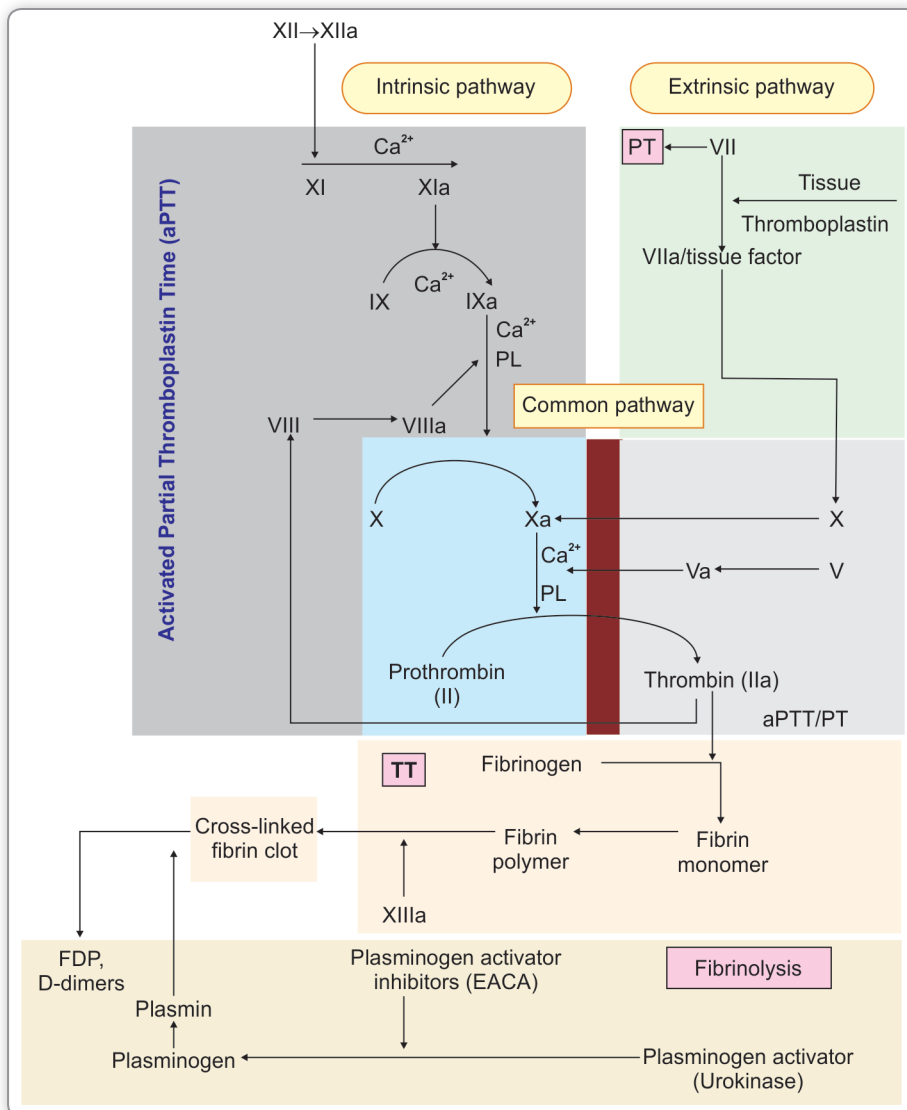 XII→XIIa
Intrinsic pathway
Extrinsic pathway
Activated Partial Thromboplastin Time (aPTT)
Ca²⁺
XI
XIa
PT
VII
Tissue
Thromboplastin
VIIa/tissue factor
IX
Ca²⁺
IXa
Ca²⁺
PL
VIII
VIIIa
Common pathway
X
Xa
X
Ca²⁺
PL
Va
V
Prothrombin
(II)
Thrombin (IIa)
aPTT/PT
TT
Fibrinogen
Cross-linked
fibrin clot
Fibrin
polymer
Fibrin
monomer
XIIIa
FDP,
D-dimers
Plasminogen activator
inhibitors (EACA)
Fibrinolysis
Plasmin
Plasminogen
Plasminogen activator
(Urokinase)